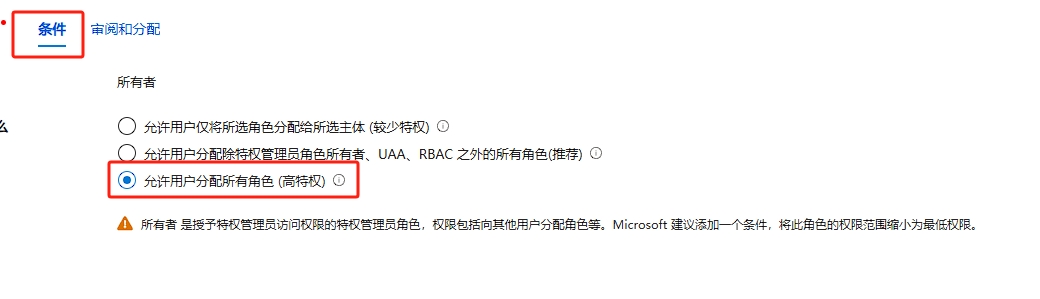 条件 审阅和分配
所有者
允许用户仅将所选角色分配给所选主体 (较少特权)
允许用户分配除特权管理员角色所有者、UAA、RBAC 之外的所有角色(推荐)
允许用户分配所有角色 (高特权)
所有者 是授予特权管理员访问权限的特权管理员角色，权限包括向其他用户分配角色等。Microsoft 建议添加一个条件，将此角色的权限范围缩小为最低权限。